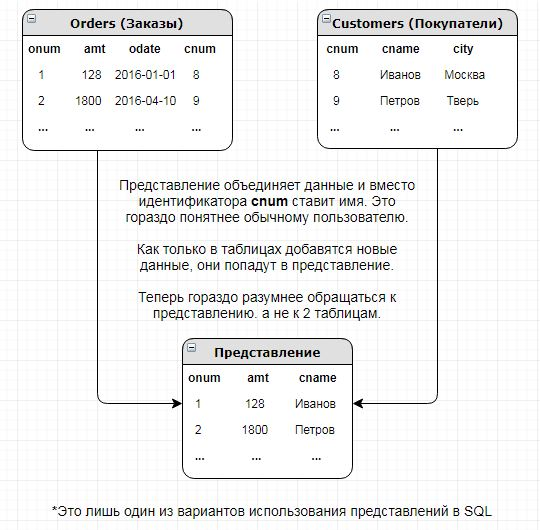 Orders (Заказы)
onum amt odate cnum
1 128 2016-01-01 8
2 1800 2016-04-10 9
... ... ... ...
Customers (Покупатели)
cnum cname city
8 Иванов Москва
9 Петров Тверь
... ... ...
Представление объединяет данные и вместо
идентификатора cnum ставит имя. Это
гораздо понятнее обычному пользователю.
Как только в таблицах добавятся новые
данные, они попадут в представление.
Теперь гораздо разумнее обращаться к
представлению. а не к 2 таблицам.
Представление
onum amt cname
1 128 Иванов
2 1800 Петров
... ... ...
*Это лишь один из вариантов использования представлений в SQL